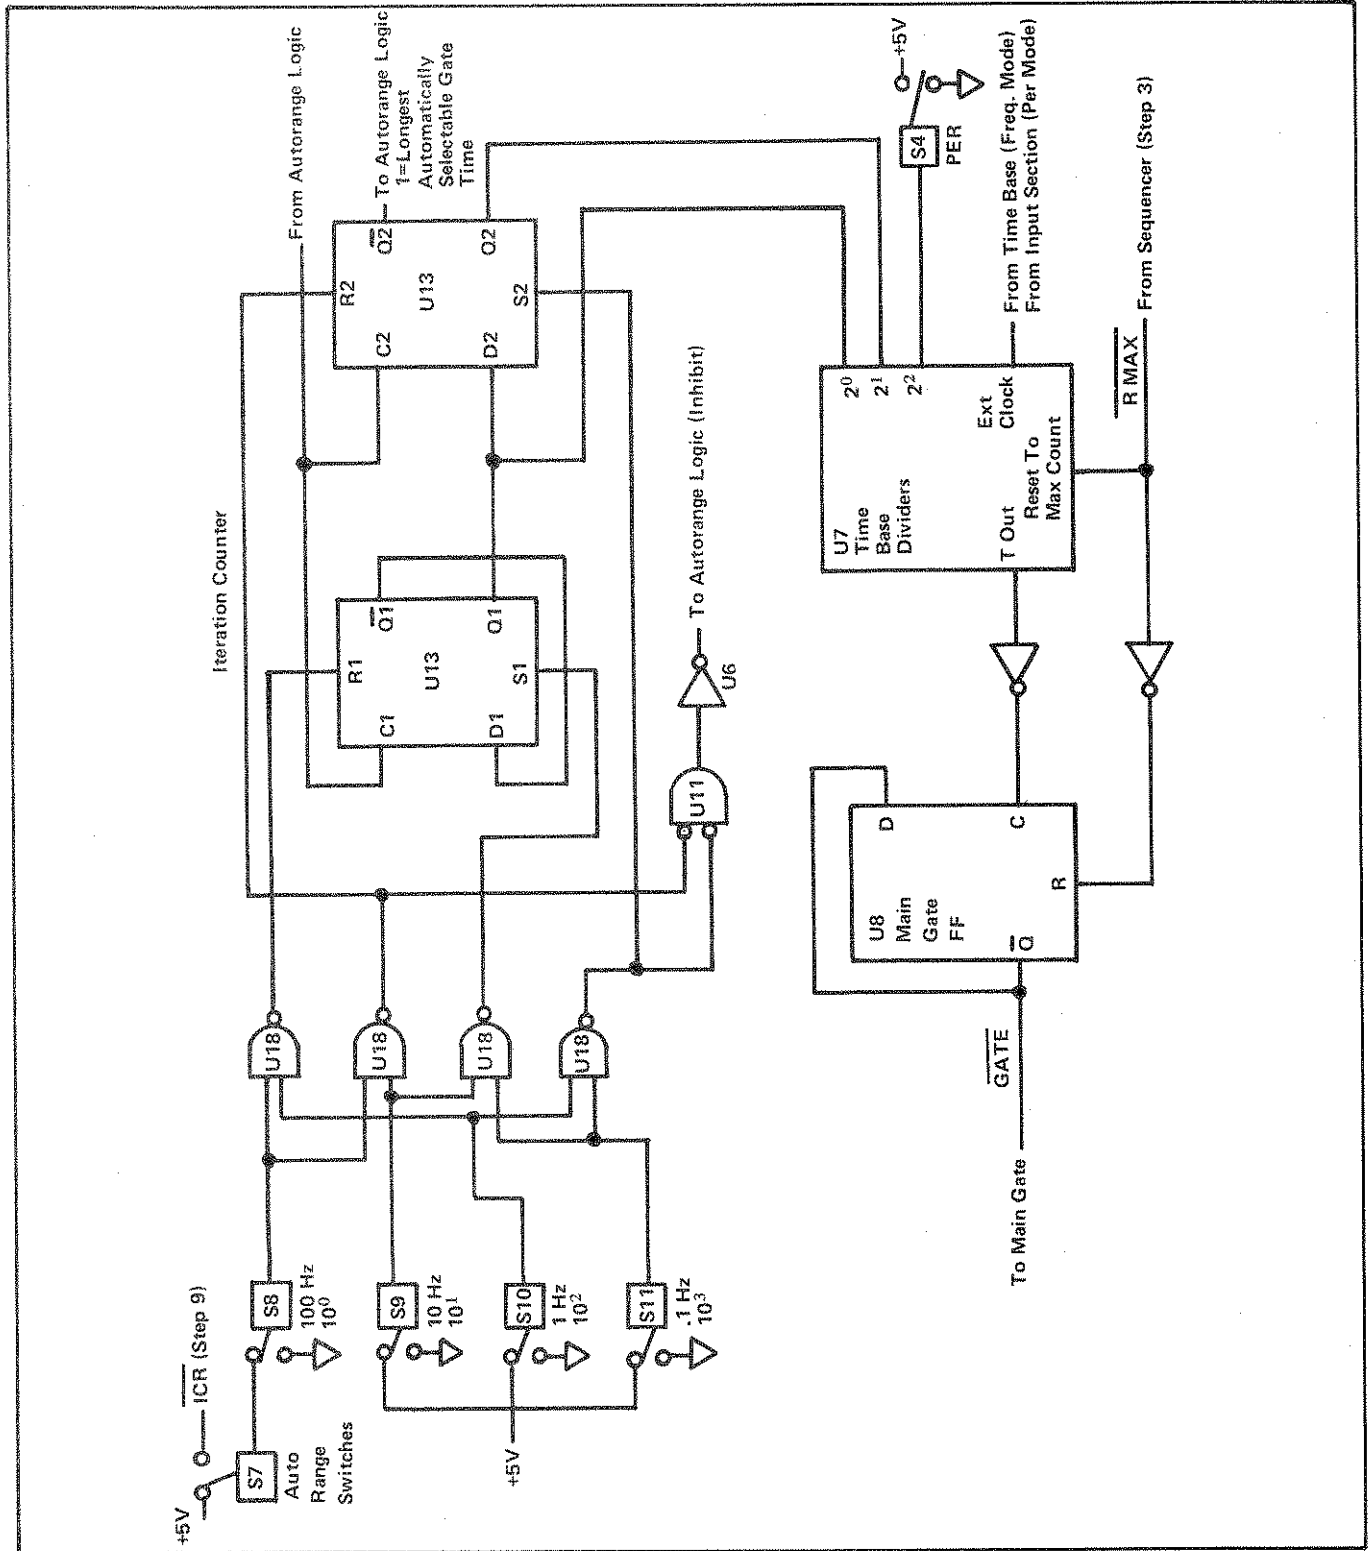 From Autorange Logic
To Autorange Logic
1=Longest
Automatically
Selectable Gate
Time
Iteration Counter
R2
Q2
C2
U13
D2
Q2
S2
R1
Q1
C1
U13
D1
Q1
S1
To Autorange Logic (Inhibit)
U6
U11
U18
U18
U18
U18
+5V
ICR (Step 9)
S7
Auto
Range
Switches
S8
100 Hz
10⁰
S9
10 Hz
10¹
S10
1 Hz
10²
S11
.1 Hz
10³
+5V
+5V
S4
PER
U7
Time
Base
Dividers
2⁰
2¹
2²
Ext
Clock
T Out
Reset To
Max Count
From Time Base (Freq. Mode)
From Input Section (Per Mode)
R MAX
From Sequencer (Step 3)
U8
Main
Gate
FF
D
C
Q
R
GATE
To Main Gate